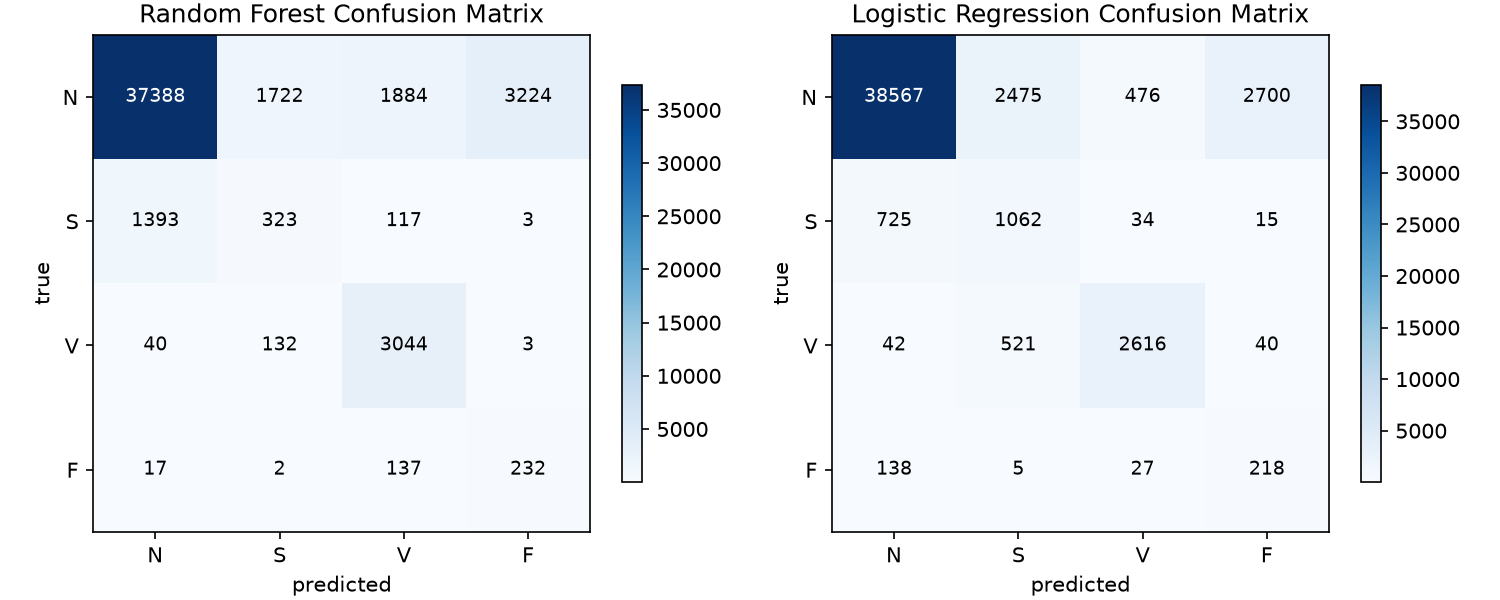 Random Forest Confusion Matrix
N 37388 1722 1884 3224
S 1393 323 117 3
V 40 132 3044 3
F 17 2 137 232
N S V F
predicted
true
35000
30000
25000
20000
15000
10000
5000
Logistic Regression Confusion Matrix
N 38567 2475 476 2700
S 725 1062 34 15
V 42 521 2616 40
F 138 5 27 218
N S V F
predicted
true
35000
30000
25000
20000
15000
10000
5000